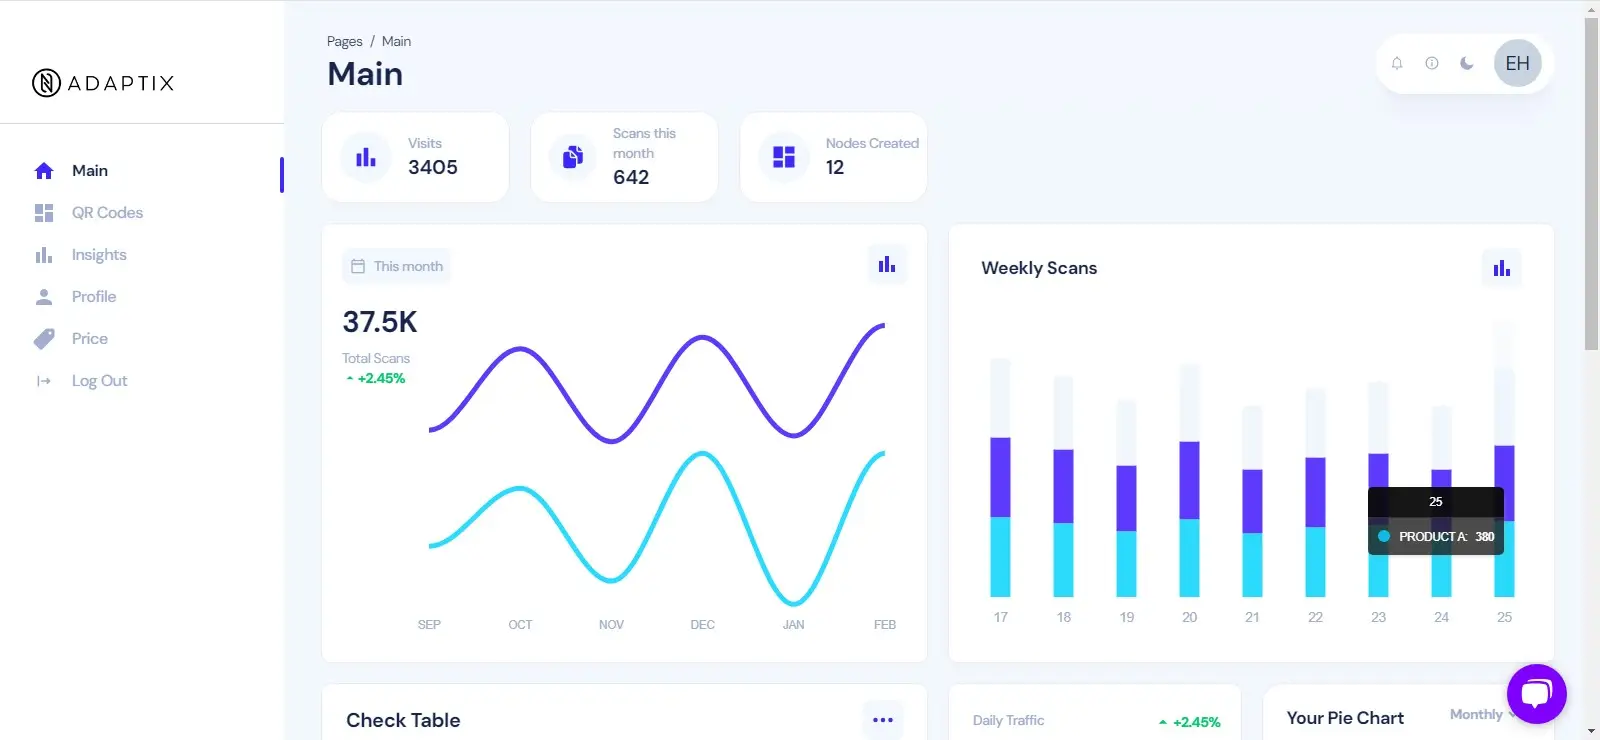 ADAPTIX
Main
QR Codes
Insights
Profile
Price
Log Out
Pages / Main
Main
EH
Visits
3405
Scans this
month
642
Nodes Created
12
This month
37.5K
Total Scans
+2.45%
SEP OCT NOV DEC JAN FEB
Weekly Scans
25
PRODUCT A: 380
17 18 19 20 21 22 23 24 25
Check Table
Daily Traffic
+2.45%
Your Pie Chart
Monthly